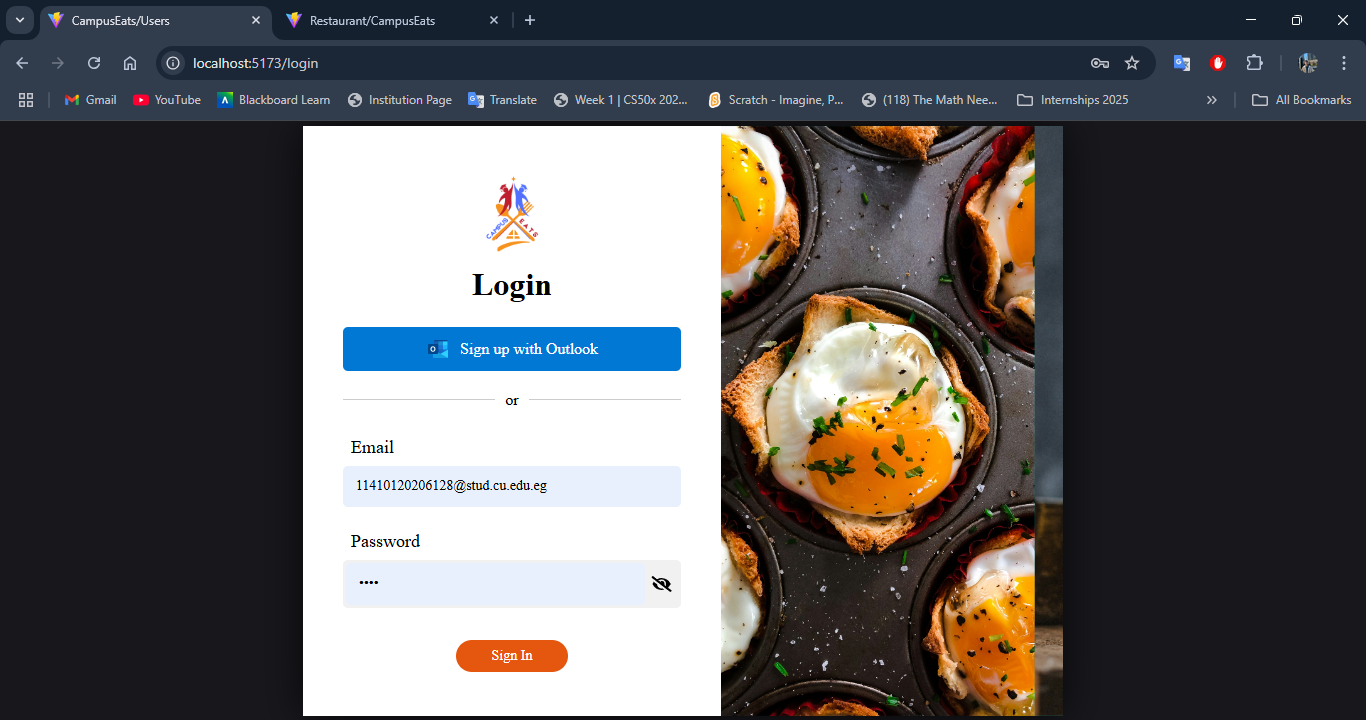 CampusEats/Users
Restaurant/CampusEats
localhost:5173/login
Gmail
YouTube
Blackboard Learn
Institution Page
Translate
Week 1 | CS50x 202...
Scratch - Imagine, P...
(118) The Math Nee...
Internships 2025
»
All Bookmarks
CAMPUS EATS
Login
Sign up with Outlook
or
Email
11410120206128@stud.cu.edu.eg
Password
••••
Sign In